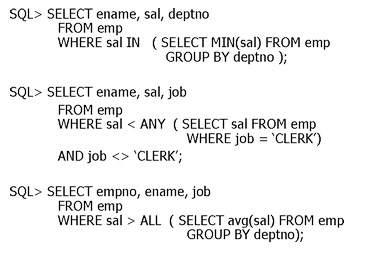 SQL> SELECT ename, sal, deptno
FROM emp
WHERE sal IN ( SELECT MIN(sal) FROM emp
GROUP BY deptno );
SQL> SELECT ename, sal, job
FROM emp
WHERE sal < ANY ( SELECT sal FROM emp
WHERE job = ‘CLERK’)
AND job <> ‘CLERK’;
SQL> SELECT empno, ename, job
FROM emp
WHERE sal > ALL ( SELECT avg(sal) FROM emp
GROUP BY deptno);